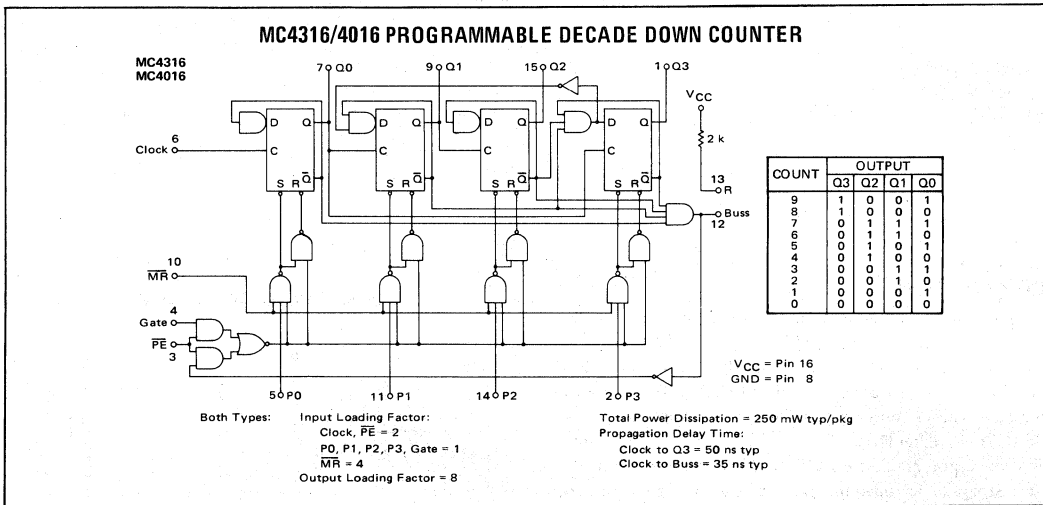 MC4316/4016 PROGRAMMABLE DECADE DOWN COUNTER
MC4316
MC4016
7 Q0
9 Q1
15 Q2
1 Q3
VCC
2 k
13
R
6
Clock
D Q
C
S R Q̅
D Q
C
S R Q̅
D Q
C
S R Q̅
D Q
C
S R Q̅
Buss
12
10
M̅R̅
4
Gate
P̅E̅
3
5 P0
11 P1
14 P2
2 P3
COUNT OUTPUT
Q3 Q2 Q1 Q0
9 1 0 0 1
8 1 0 0 0
7 0 1 1 1
6 0 1 1 0
5 0 1 0 1
4 0 1 0 0
3 0 0 1 1
2 0 0 1 0
1 0 0 0 1
0 0 0 0 0
VCC = Pin 16
GND = Pin 8
Both Types: Input Loading Factor:
Clock, P̅E̅ = 2
P0, P1, P2, P3, Gate = 1
M̅R̅ = 4
Output Loading Factor = 8
Total Power Dissipation = 250 mW typ/pkg
Propagation Delay Time:
Clock to Q3 = 50 ns typ
Clock to Buss = 35 ns typ